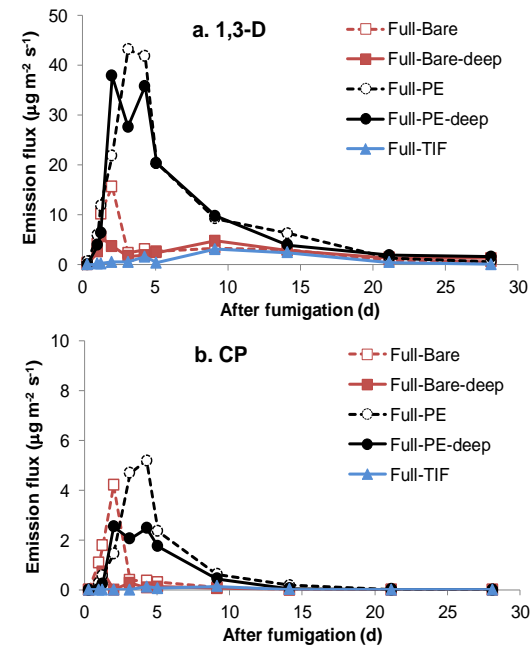 a. 1,3-D
Emission flux (µg m-2 s-1)
60
50
40
30
20
10
0
Full-Bare
Full-Bare-deep
Full-PE
Full-PE-deep
Full-TIF
0 5 10 15 20 25 30
After fumigation (d)
b. CP
Emission flux (µg m-2 s-1)
10
8
6
4
2
0
Full-Bare
Full-Bare-deep
Full-PE
Full-PE-deep
Full-TIF
0 5 10 15 20 25 30
After fumigation (d)